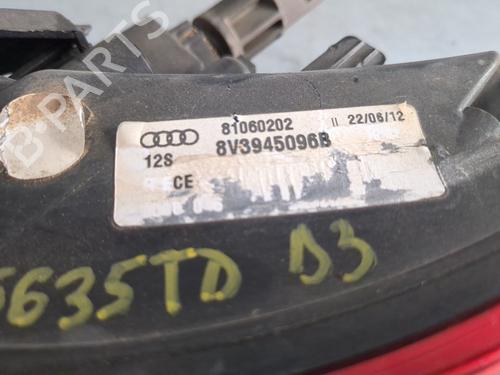 81060202
II 22/06/12
12S
8V3945096B
CE
5635TD D3
B-Parts